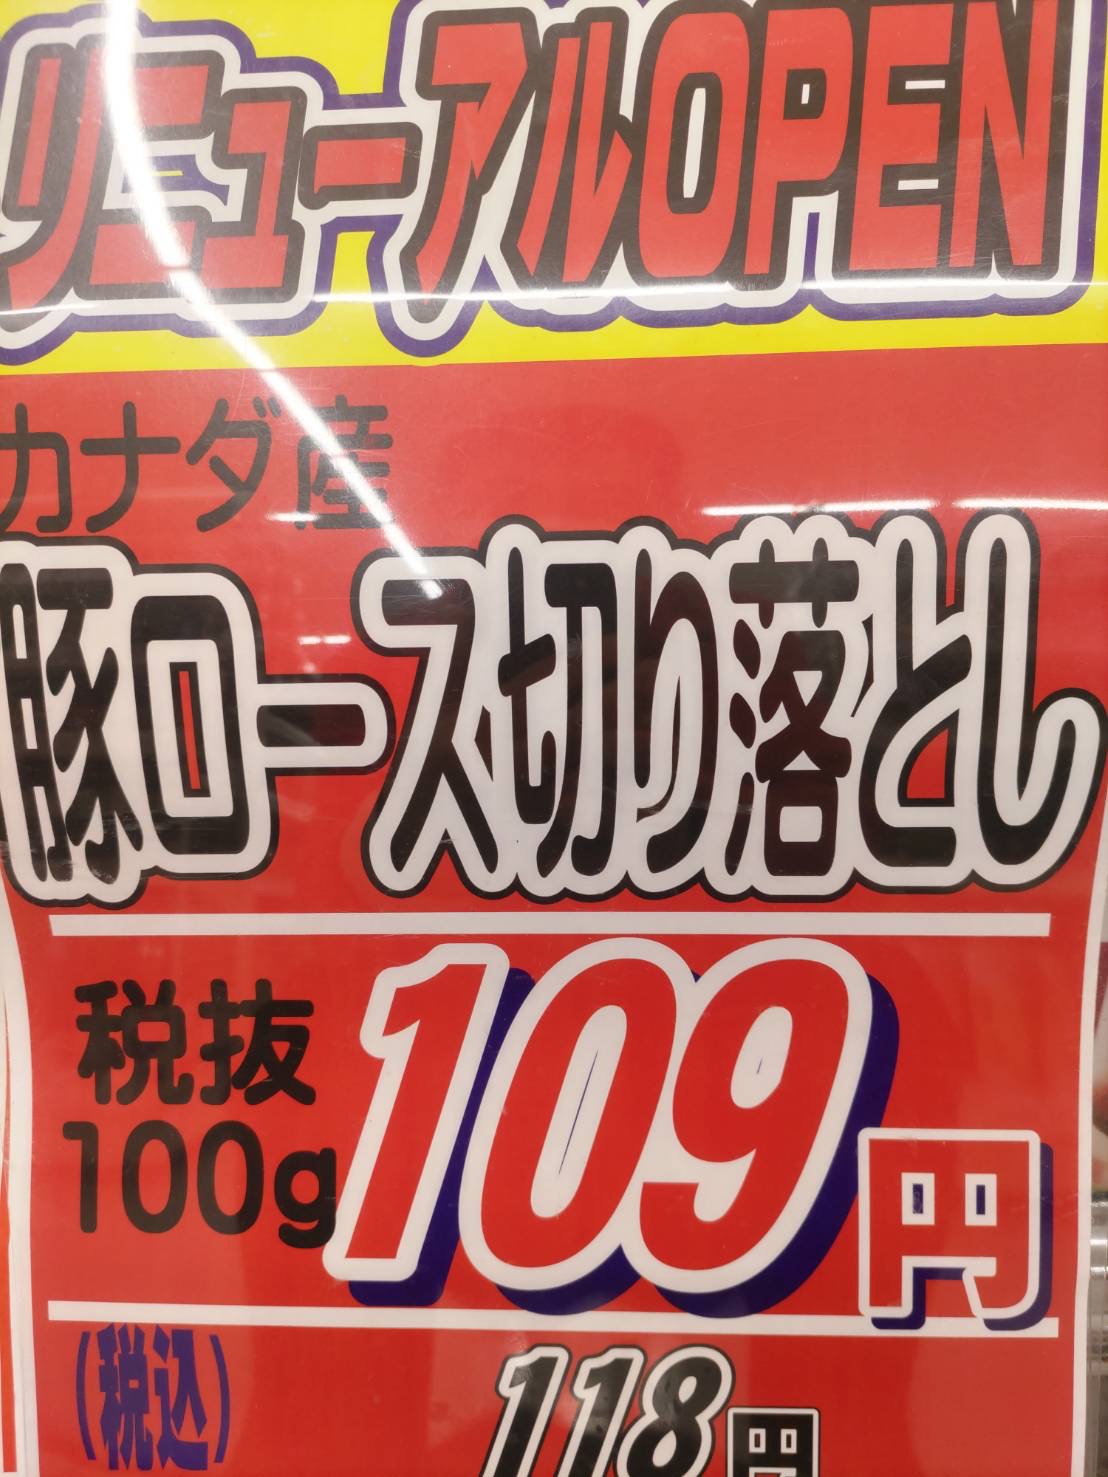 リニューアルOPEN
カナダ産
豚ロース切り落とし
税抜
100g
109円
(税込)
118円